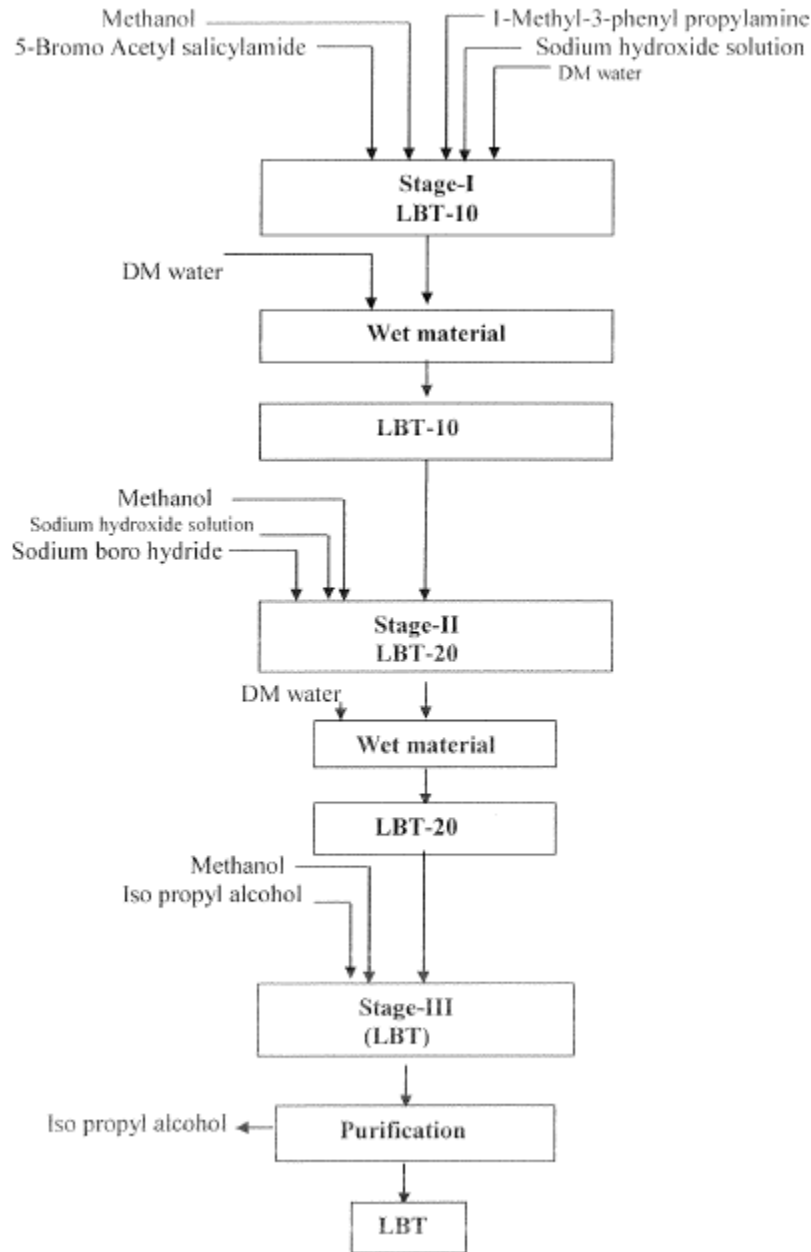 Methanol
1-Methyl-3-phenyl propylamine
5-Bromo Acetyl salicylamide
Sodium hydroxide solution
DM water
Stage-I
LBT-10
DM water
Wet material
LBT-10
Methanol
Sodium hydroxide solution
Sodium boro hydride
Stage-II
LBT-20
DM water
Wet material
LBT-20
Methanol
Iso propyl alcohol
Stage-III
(LBT)
Iso propyl alcohol
Purification
LBT